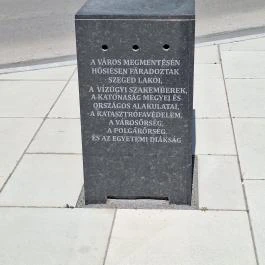 A VÁROS MEGMENTÉSÉN
HŐSIESEN FÁRADOZTAK
SZEGED LAKÓI,
A VÍZÜGYI SZAKEMBEREK,
A KATONASÁG MEGYEI ÉS
ORSZÁGOS ALAKULATAI,
A KATASZTRÓFAVÉDELEM,
A VÁROSŐRSÉG,
A POLGÁRŐRSÉG,
ÉS AZ EGYETEMI DIÁKSÁG